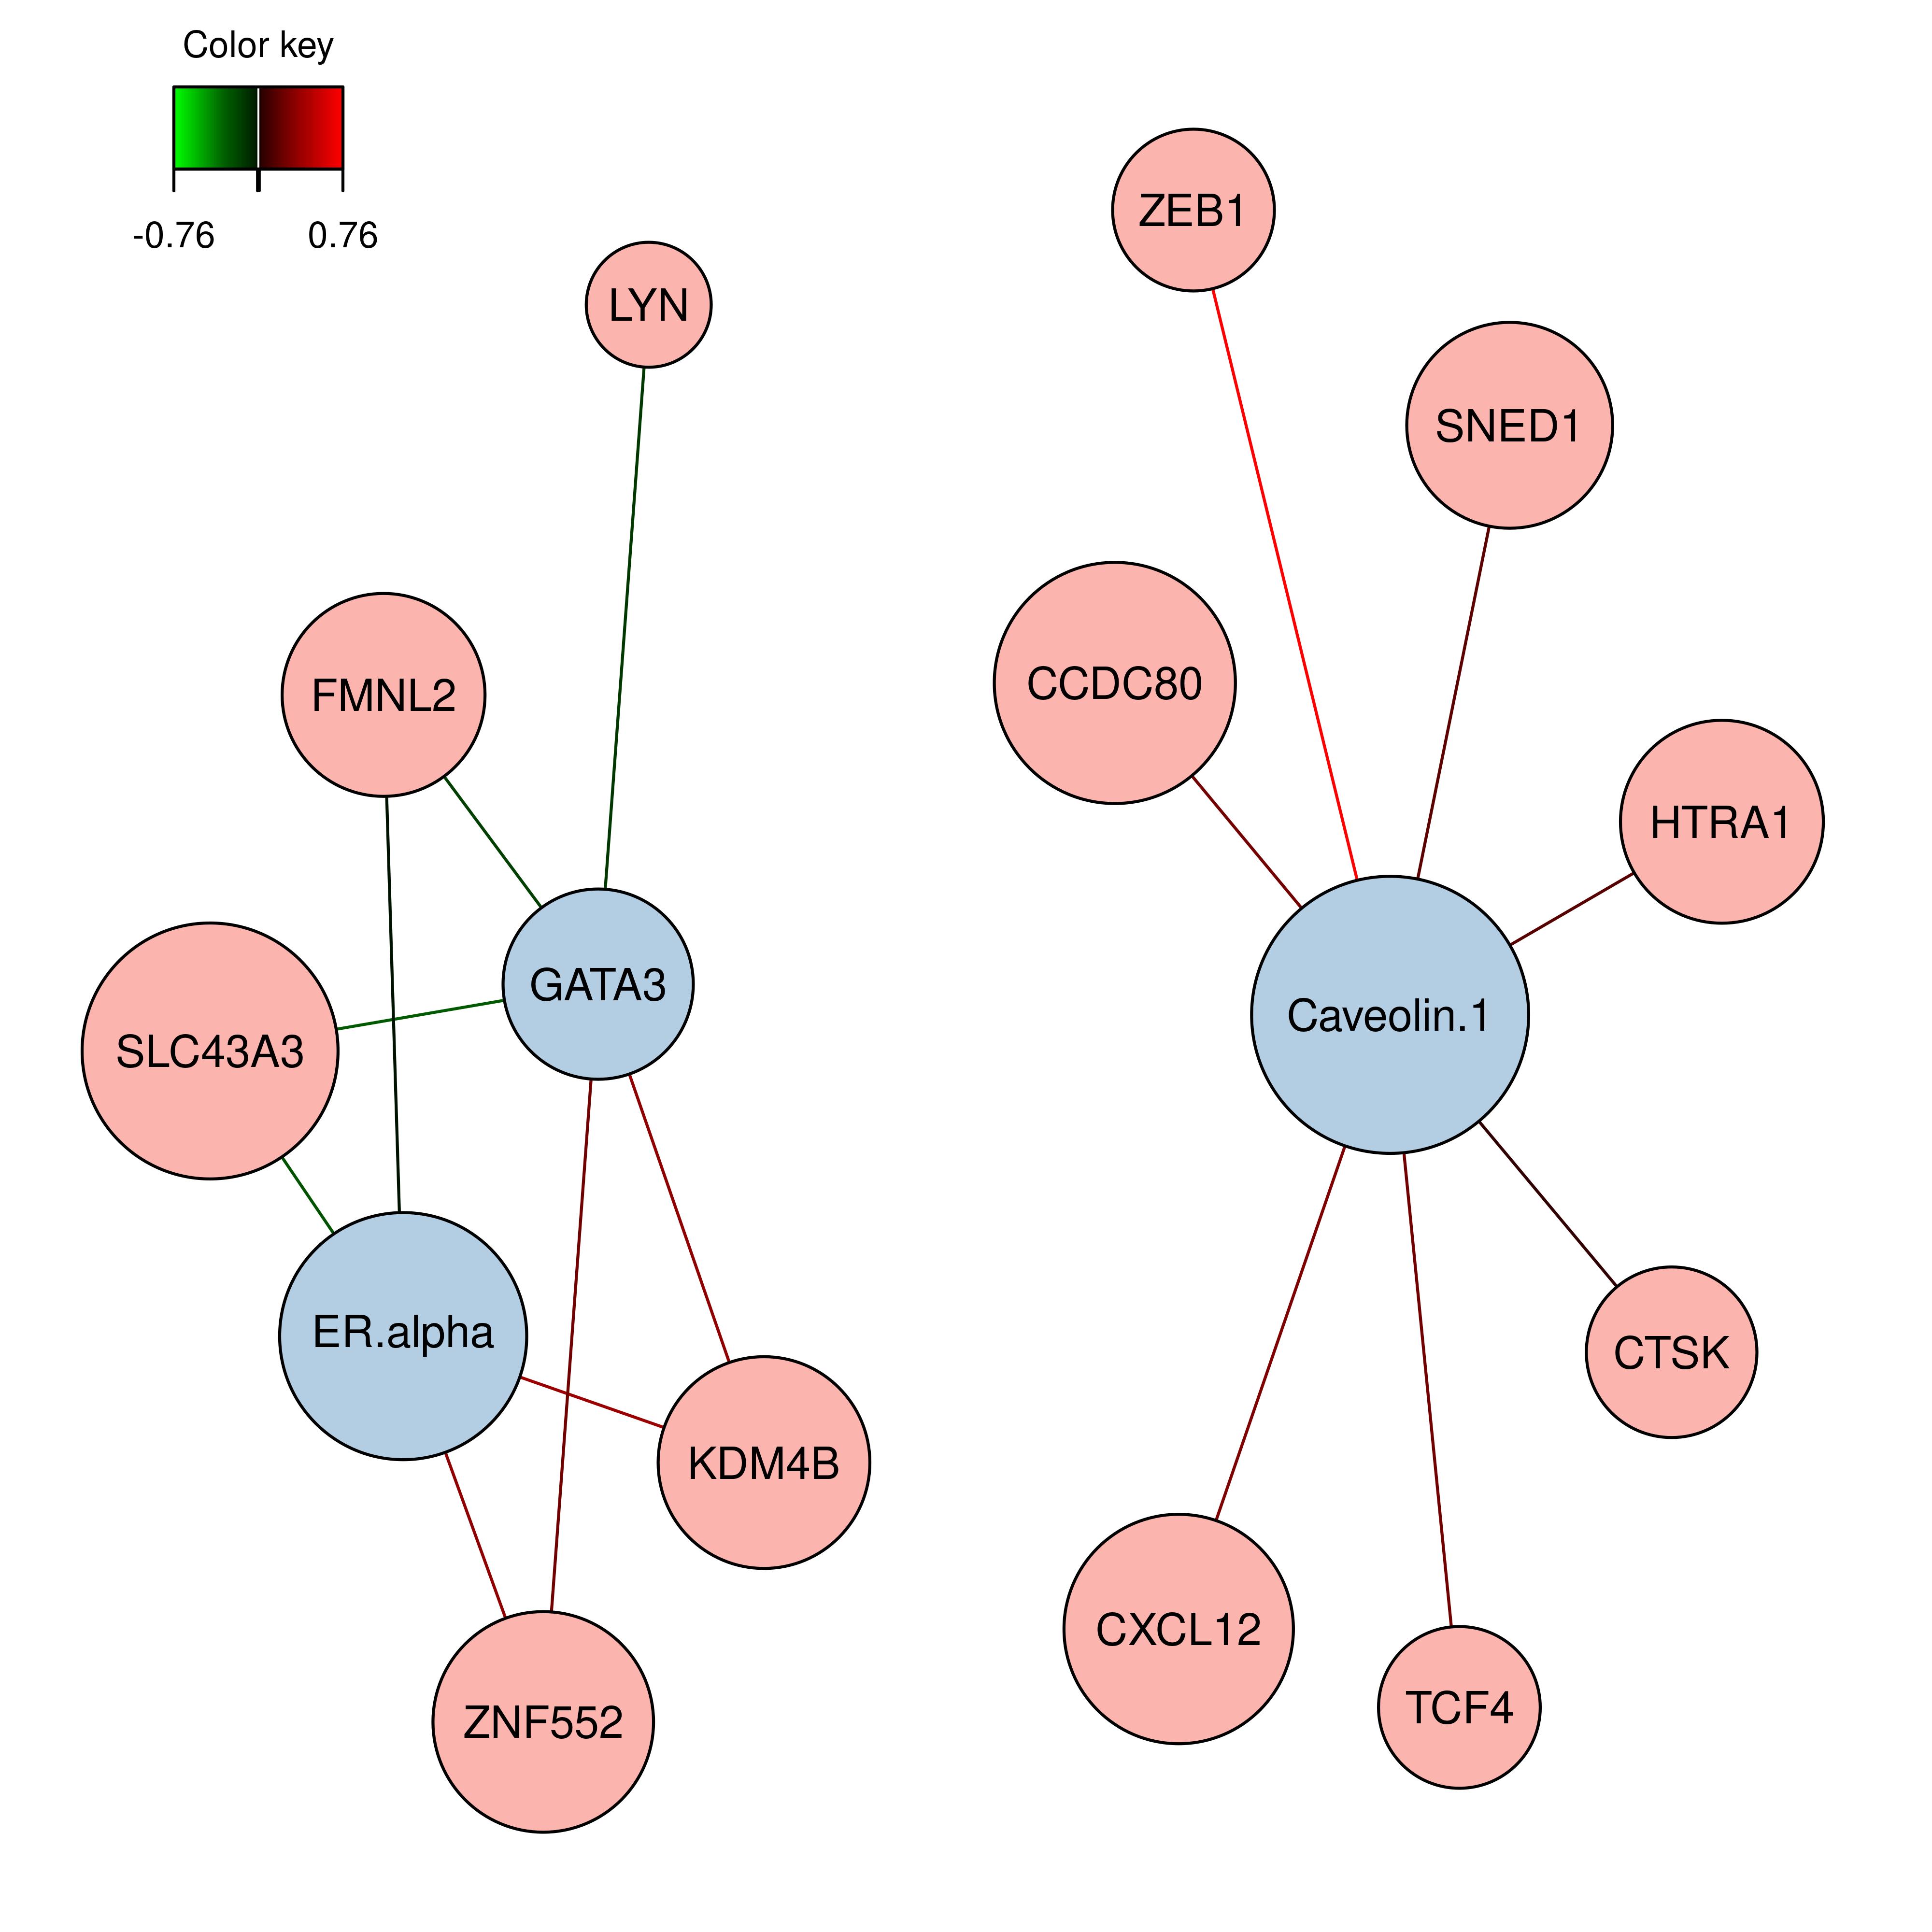 Color key
-0.76 0.76
ZEB1
LYN
SNED1
CCDC80
FMNL2
HTRA1
GATA3
Caveolin.1
SLC43A3
ER.alpha
CTSK
KDM4B
CXCL12
TCF4
ZNF552